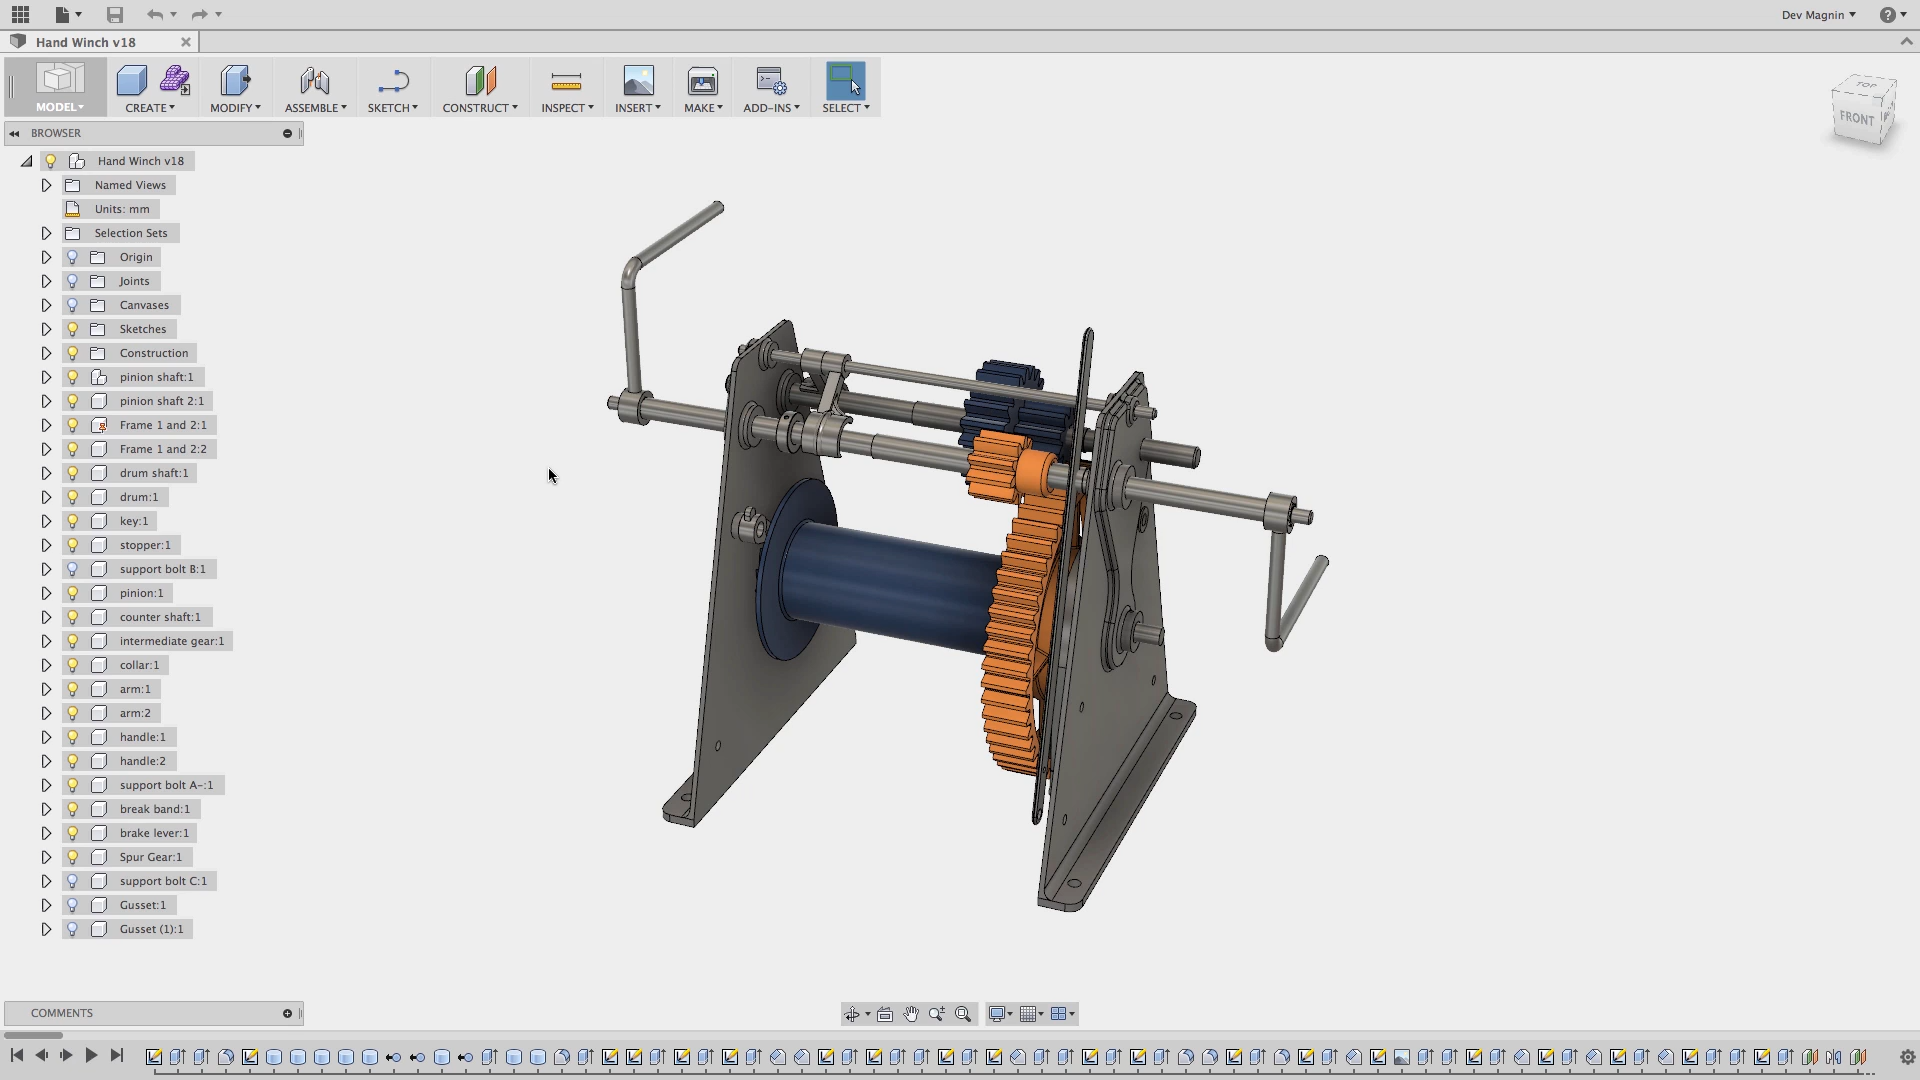 Dev Magnin
Hand Winch v18
MODEL
CREATE
MODIFY
ASSEMBLE
SKETCH
CONSTRUCT
INSPECT
INSERT
MAKE
ADD-INS
SELECT
TOP
FRONT
BROWSER
Hand Winch v18
Named Views
Units: mm
Selection Sets
Origin
Joints
Canvases
Sketches
Construction
pinion shaft:1
pinion shaft 2:1
Frame 1 and 2:1
Frame 1 and 2:2
drum shaft:1
drum:1
key:1
stopper:1
support bolt B:1
pinion:1
counter shaft:1
intermediate gear:1
collar:1
arm:1
arm:2
handle:1
handle:2
support bolt A-:1
break band:1
brake lever:1
Spur Gear:1
support bolt C:1
Gusset:1
Gusset (1):1
COMMENTS